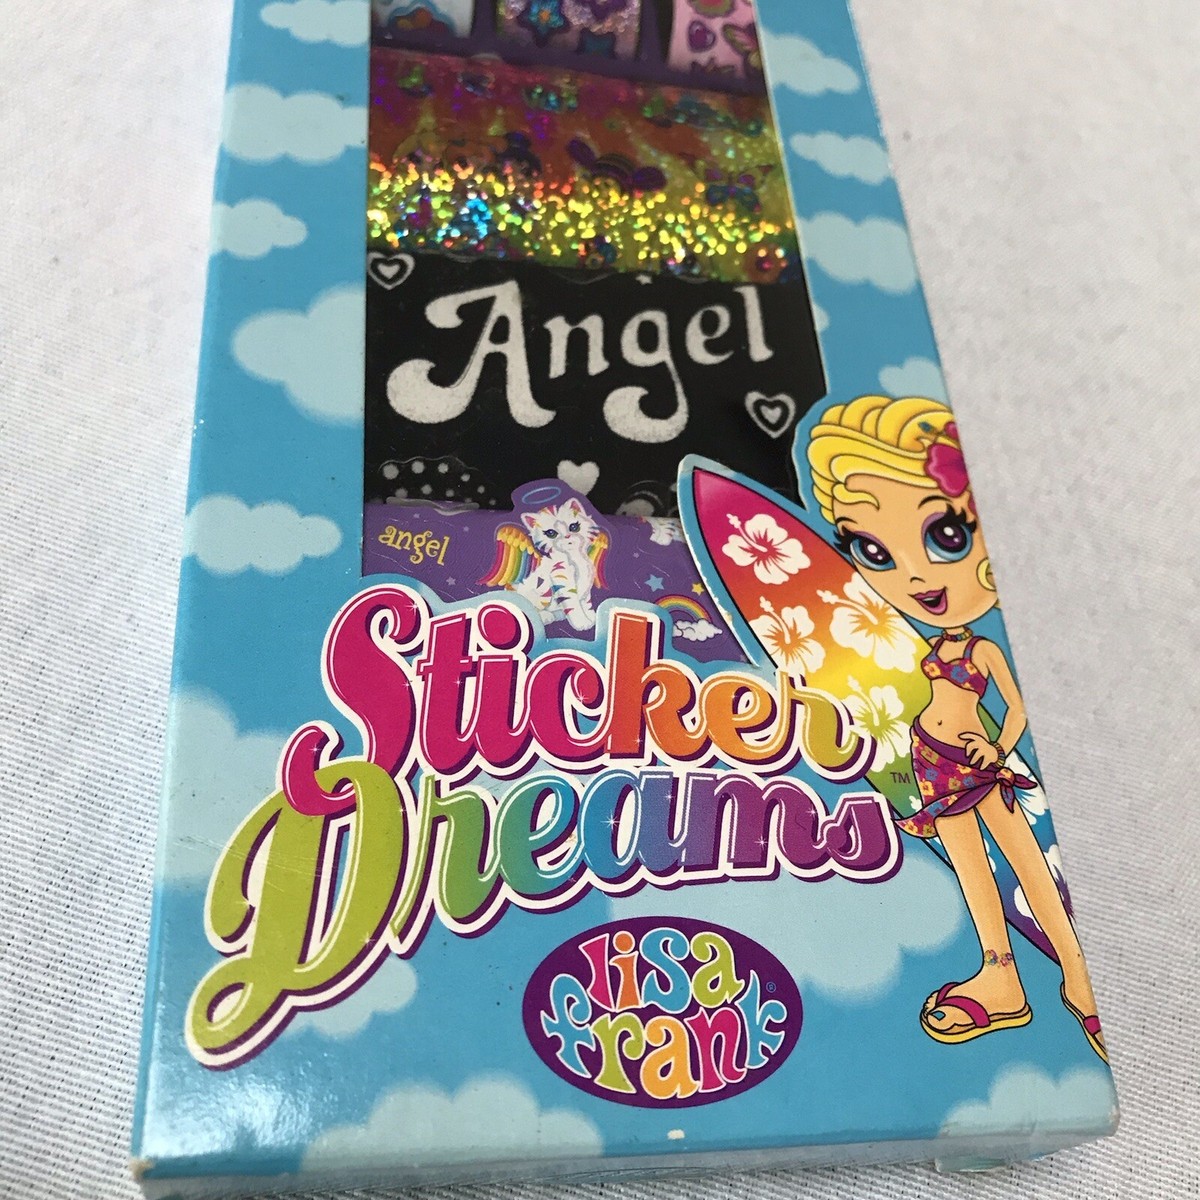 Angel
angel
Sticker
Dreams
TM
lisa
frank®